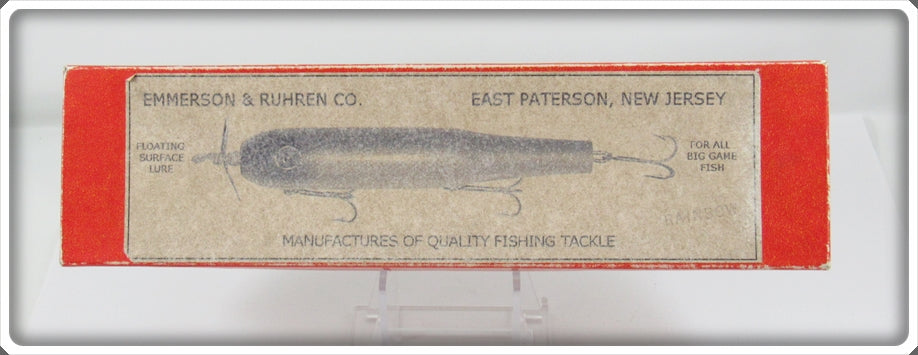 EMMERSON & RUHREN CO.
EAST PATERSON, NEW JERSEY
FLOATING
SURFACE
LURE
FOR ALL
BIG GAME
FISH
RAINBOW
MANUFACTURES OF QUALITY FISHING TACKLE